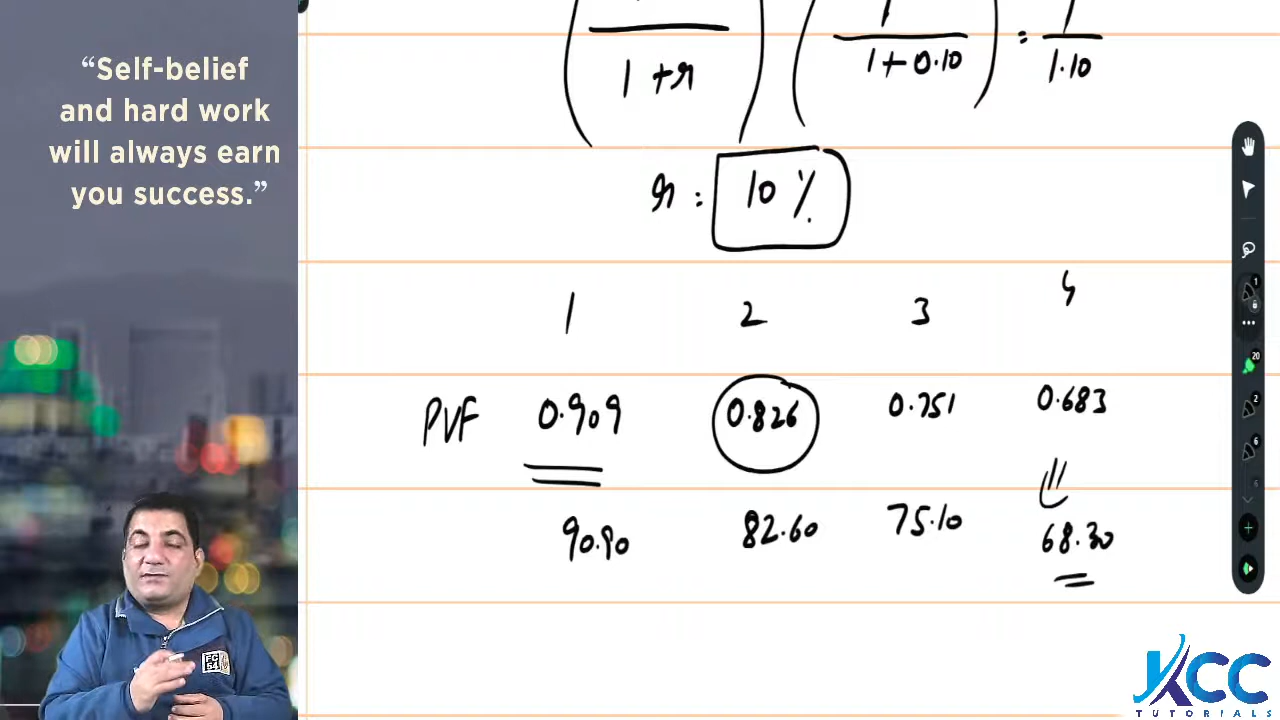 “Self-belief
and hard work
will always earn
you success.”
1 + r
1 + 0.10
= 1
1.10
r : 10 %
1 2 3 4
PVF 0.909 0.826 0.751 0.683
90.90 82.60 75.10 68.30
KCC
TUTORIALS